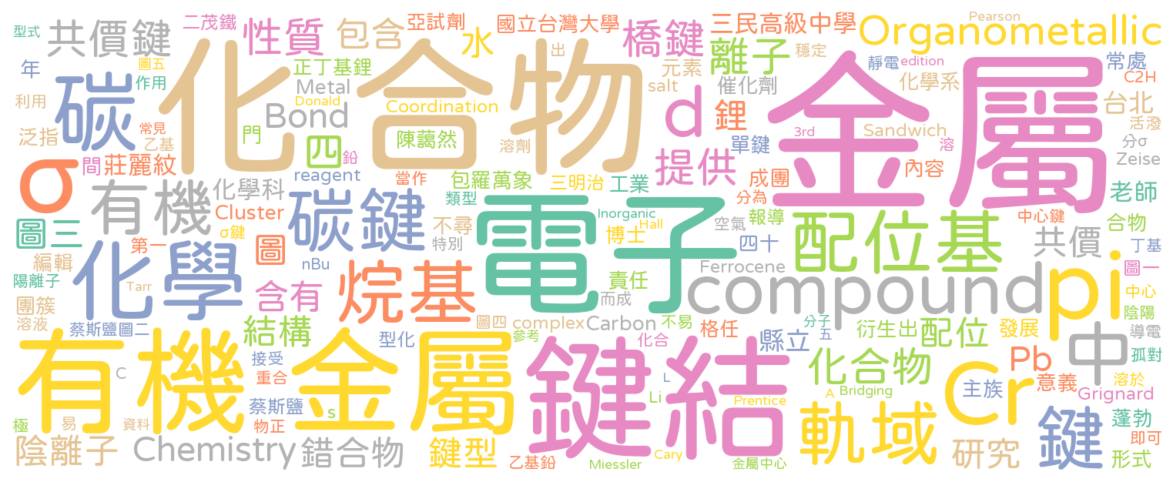 型式 二茂鐵 亞試劑 國立台灣大學 三民高級中學 Pearson
共價鍵 性質 包含 水 出 橋鍵 離子 穩定 Organometallic
年 圖五 正丁基鋰 元素 靜電 edition 常處
利用 碳 作用 化合物 Metal Donald Coordination salt 催化劑 金屬 化學系 C2H
泛指 常見 乙基 門 Bond 陳藹然 溶劑 d 鋰 單鍵 3rd Sandwich 溶 台北 活潑
σ 間 莊麗紋 四 鉛 提供 內容 分σ Zeise
有機 化學科 reagent 當作 包羅萬象 三明治 工業 成團 分為
圖三 第一 Cluster σ鍵 碳鍵 類型 電子 Inorganic Hall 空氣 報導 配位基 中心鍵 合物 老師
編輯 化學 圖 不尋 特別 博士 四十 共價 丁基
陽離子 Tarr nBu 責任 Ferrocene 圖一
團簇 含有 烷基 而成 compound pi 中心 陰陽
溶液 蔡斯鹽圖二 結構 圖四 complex Carbon 不易 格任 分子 衍生出 配位 發展 導電
有機金屬 型化 參考 鍵結 化合 縣立 五 中 孤對
C 接受 重合 L 化合物 Cr Pb 意義 溶於
蔡斯鹽 s Li Prentice A Bridging 主族 Grignard
極 易 資料 物正 軌域 鍵 蓬勃
陰離子 Chemistry 錯合物 鍵型 乙基鉛 Miessler Cary 金屬中心 研究 形式 即可